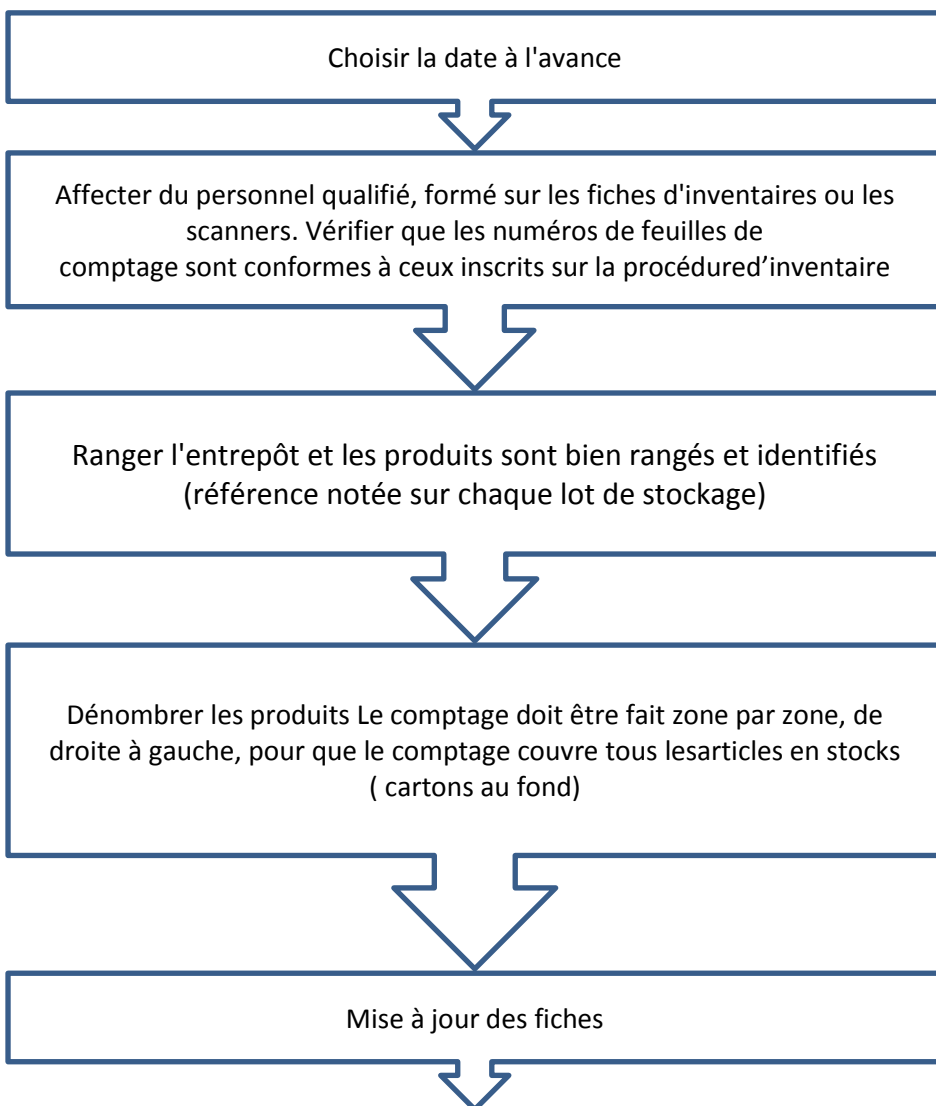 Choisir la date à l'avance
Affecter du personnel qualifié, formé sur les fiches d'inventaires ou les
scanners. Vérifier que les numéros de feuilles de
comptage sont conformes à ceux inscrits sur la procédured’inventaire
Ranger l'entrepôt et les produits sont bien rangés et identifiés
(référence notée sur chaque lot de stockage)
Dénombrer les produits Le comptage doit être fait zone par zone, de
droite à gauche, pour que le comptage couvre tous lesarticles en stocks
( cartons au fond)
Mise à jour des fiches